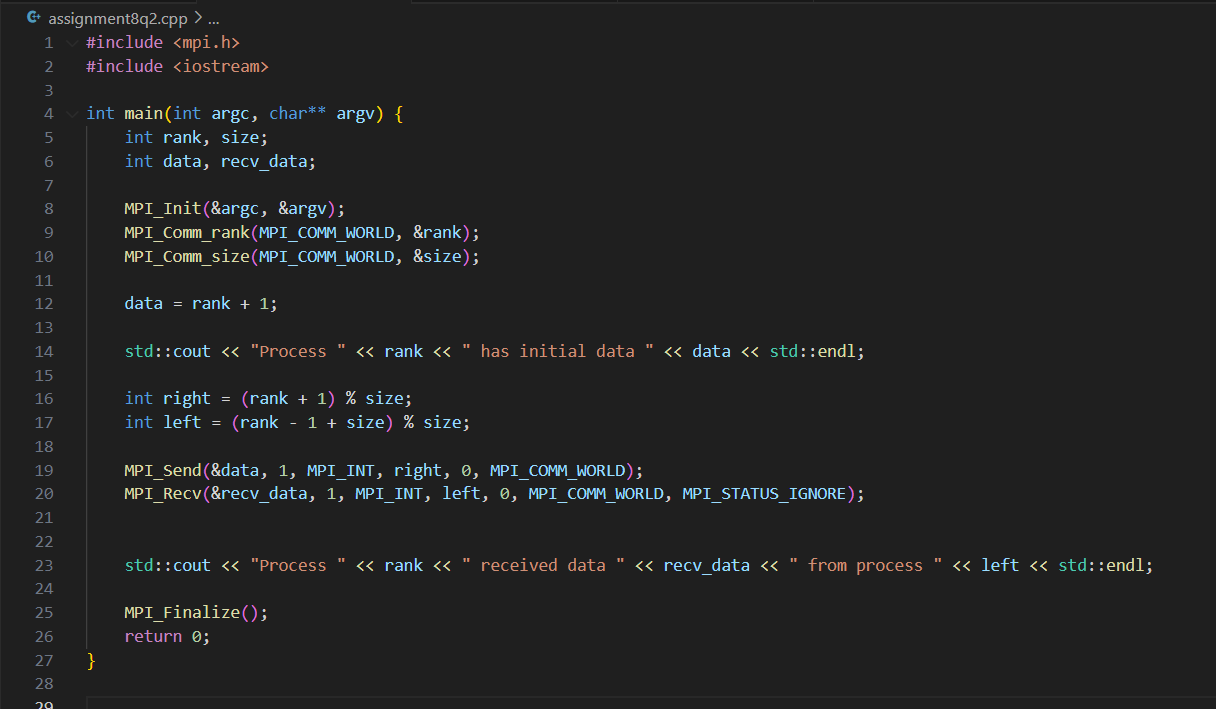 assignment8q2.cpp > ...
1 #include <mpi.h>
2 #include <iostream>
3
4 int main(int argc, char** argv) {
5     int rank, size;
6     int data, recv_data;
7
8     MPI_Init(&argc, &argv);
9     MPI_Comm_rank(MPI_COMM_WORLD, &rank);
10     MPI_Comm_size(MPI_COMM_WORLD, &size);
11
12     data = rank + 1;
13
14     std::cout << "Process " << rank << " has initial data " << data << std::endl;
15
16     int right = (rank + 1) % size;
17     int left = (rank - 1 + size) % size;
18
19     MPI_Send(&data, 1, MPI_INT, right, 0, MPI_COMM_WORLD);
20     MPI_Recv(&recv_data, 1, MPI_INT, left, 0, MPI_COMM_WORLD, MPI_STATUS_IGNORE);
21
22
23     std::cout << "Process " << rank << " received data " << recv_data << " from process " << left << std::endl;
24
25     MPI_Finalize();
26     return 0;
27 }
28
29